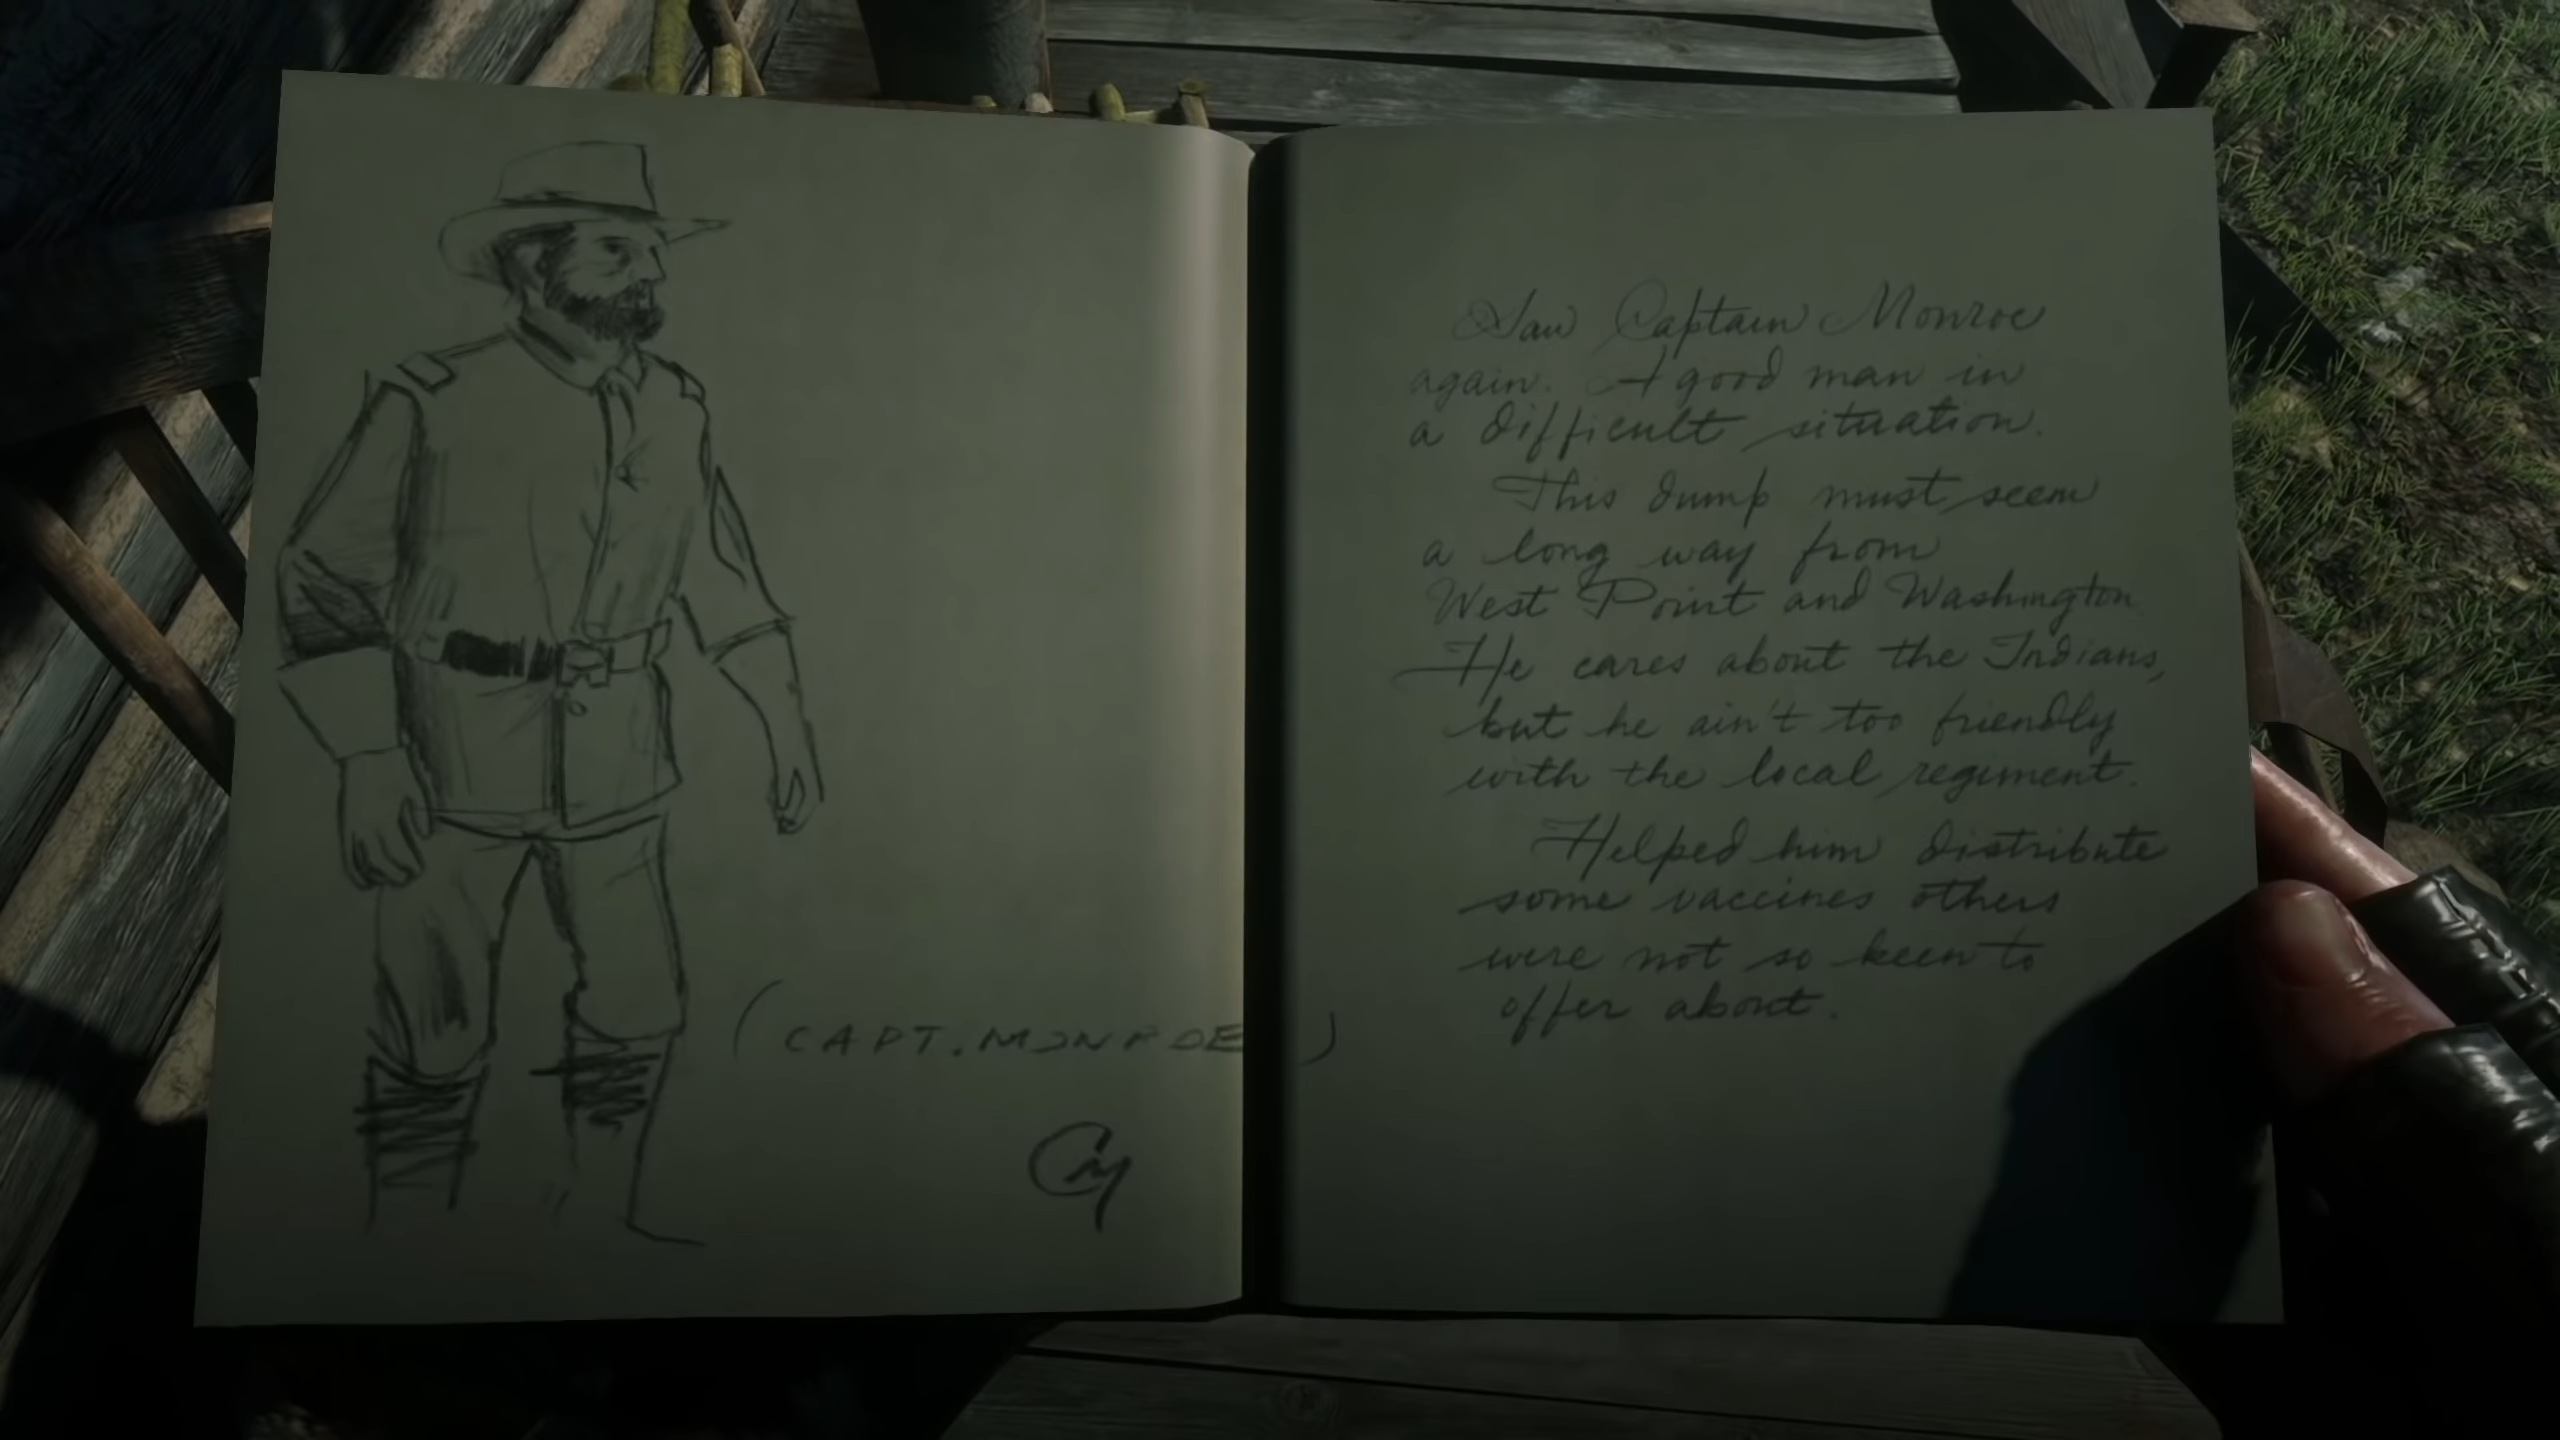 (CAPT. MONROE)
Saw Captain Monroe
again. A good man in
a difficult situation.
This dump must seem
a long way from
West Point and Washington
He cares about the Indians,
but he ain't too friendly
with the local regiment.
Helped him distribute
some vaccines others
were not so keen to
offer about.